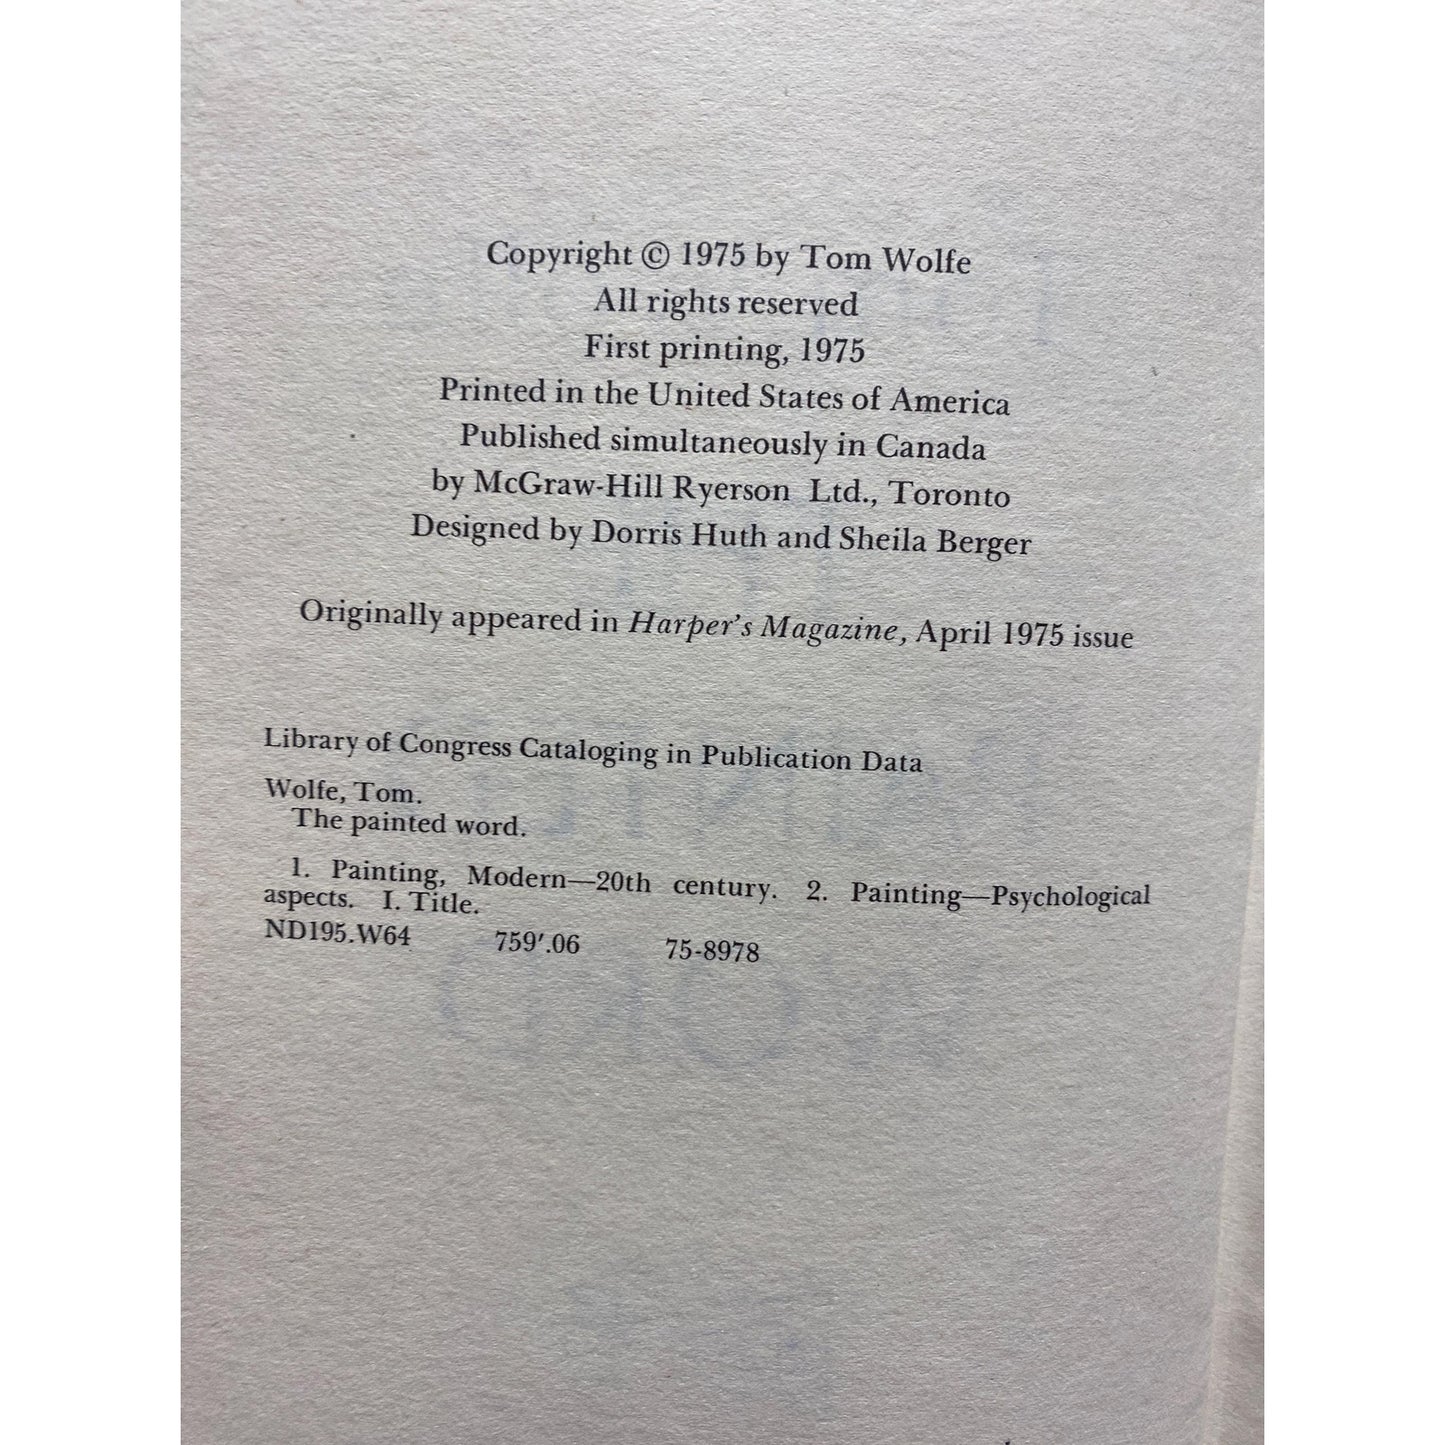 Copyright © 1975 by Tom Wolfe
All rights reserved
First printing, 1975
Printed in the United States of America
Published simultaneously in Canada
by McGraw-Hill Ryerson Ltd., Toronto
Designed by Dorris Huth and Sheila Berger
Originally appeared in Harper's Magazine, April 1975 issue
Library of Congress Cataloging in Publication Data
Wolfe, Tom.
The painted word.
1. Painting, Modern—20th century. 2. Painting—Psychological
aspects. I. Title.
ND195.W64 759′.06 75-8978